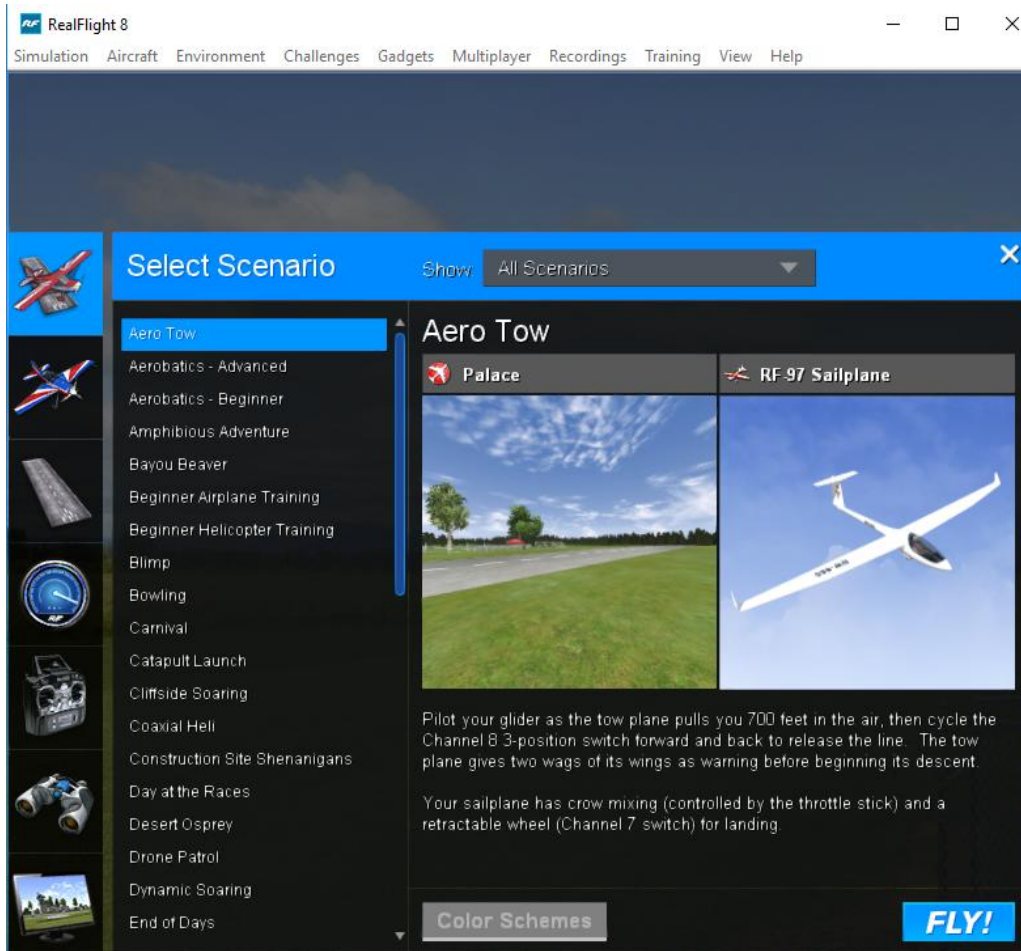 RealFlight 8
Simulation Aircraft Environment Challenges Gadgets Multiplayer Recordings Training View Help
Select Scenario
Show: All Scenarios
Aero Tow
Aerobatics - Advanced
Aerobatics - Beginner
Amphibious Adventure
Bayou Beaver
Beginner Airplane Training
Beginner Helicopter Training
Blimp
Bowling
Carnival
Catapult Launch
Cliffside Soaring
Coaxial Heli
Construction Site Shenanigans
Day at the Races
Desert Osprey
Drone Patrol
Dynamic Soaring
End of Days
Aero Tow
Palace
RF-97 Sailplane
Pilot your glider as the tow plane pulls you 700 feet in the air, then cycle the
Channel 8 3-position switch forward and back to release the line. The tow
plane gives two wags of its wings as warning before beginning its descent.
Your sailplane has crow mixing (controlled by the throttle stick) and a
retractable wheel (Channel 7 switch) for landing.
Color Schemes
FLY!